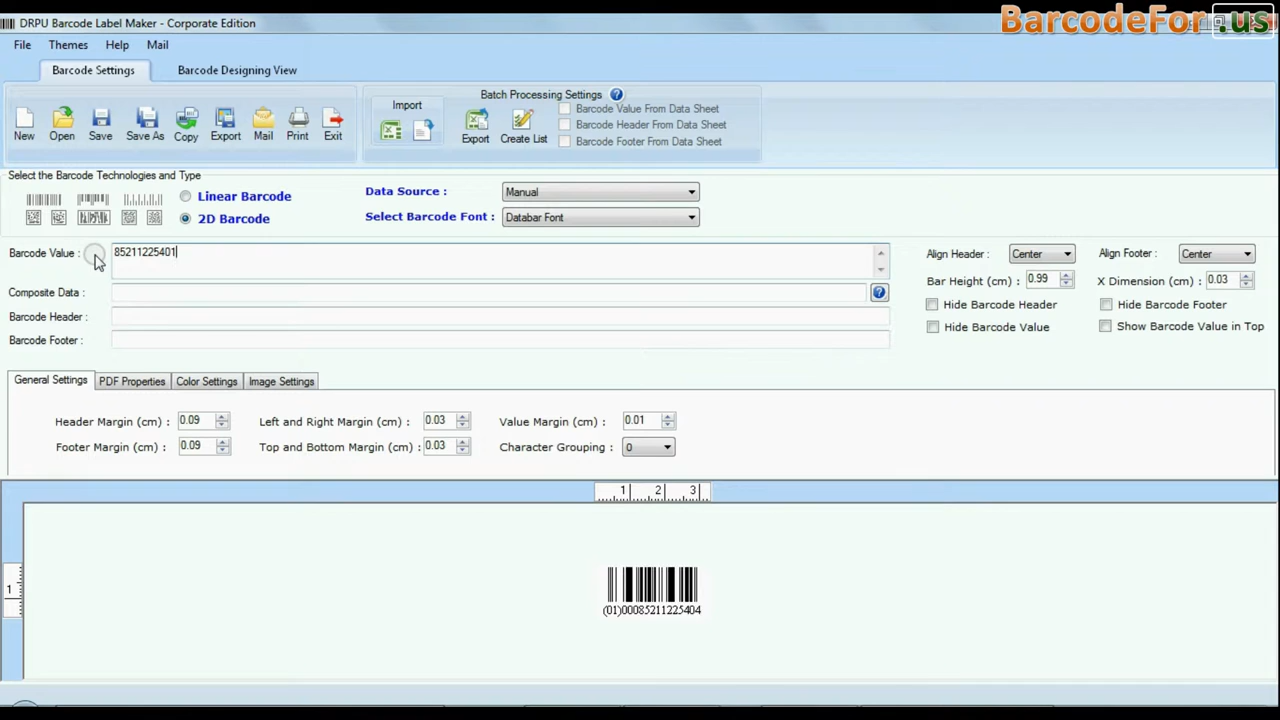 DRPU Barcode Label Maker - Corporate Edition
BarcodeFor.us
File Themes Help Mail
Barcode Settings Barcode Designing View
New Open Save Save As Copy Export Mail Print Exit
Import
Batch Processing Settings ?
Export Create List
Barcode Value From Data Sheet
Barcode Header From Data Sheet
Barcode Footer From Data Sheet
Select the Barcode Technologies and Type
Linear Barcode
2D Barcode
Data Source : Manual
Select Barcode Font : Databar Font
Barcode Value : 85211225401
Composite Data : ?
Barcode Header :
Barcode Footer :
Align Header : Center Align Footer : Center
Bar Height (cm) : 0.99 X Dimension (cm) : 0.03
Hide Barcode Header Hide Barcode Footer
Hide Barcode Value Show Barcode Value in Top
General Settings PDF Properties Color Settings Image Settings
Header Margin (cm) : 0.09 Left and Right Margin (cm) : 0.03 Value Margin (cm) : 0.01
Footer Margin (cm) : 0.09 Top and Bottom Margin (cm) : 0.03 Character Grouping : 0
1 2 3
1
(01)00085211225404